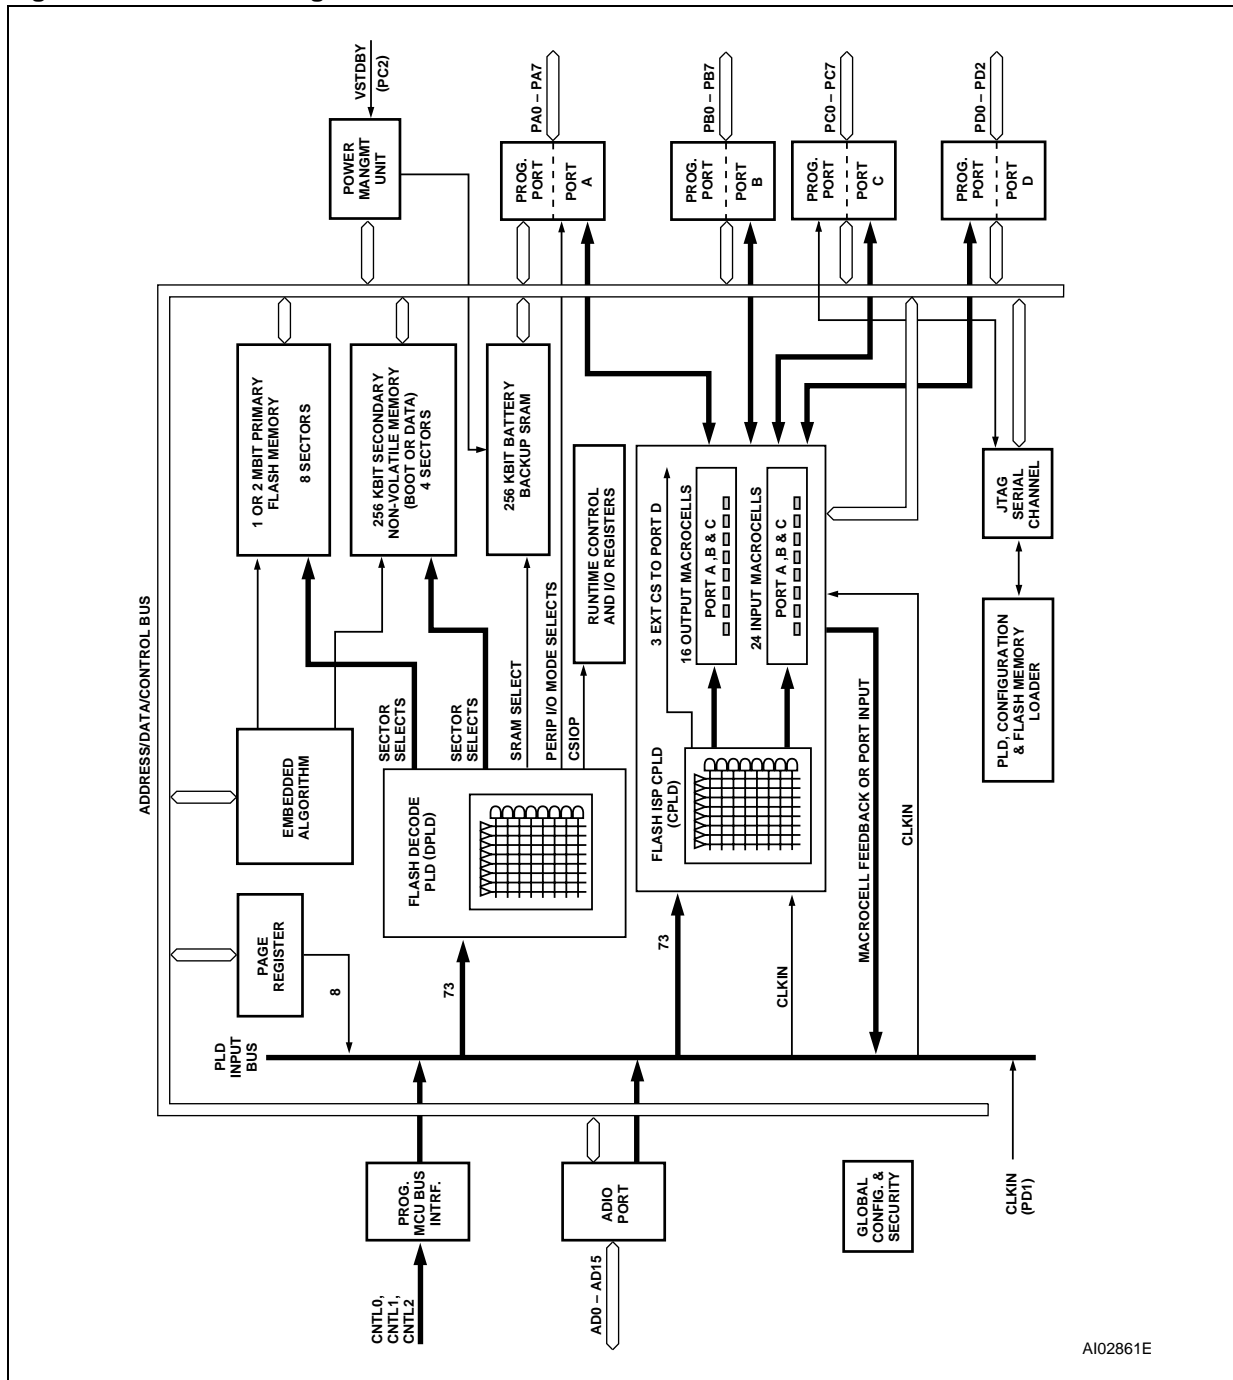 VSTDBY
(PC2)
PA0 – PA7
PB0 – PB7
PC0 – PC7
PD0 – PD2
POWER
MANGMT
UNIT
PROG.
PORT
PORT
A
PROG.
PORT
PORT
B
PROG.
PORT
PORT
C
PROG.
PORT
PORT
D
ADDRESS/DATA/CONTROL BUS
1 OR 2 MBIT PRIMARY
FLASH MEMORY
8 SECTORS
256 KBIT SECONDARY
NON-VOLATILE MEMORY
(BOOT OR DATA)
4 SECTORS
256 KBIT BATTERY
BACKUP SRAM
RUNTIME CONTROL
AND I/O REGISTERS
3 EXT CS TO PORT D
16 OUTPUT MACROCELLS
PORT A ,B & C
24 INPUT MACROCELLS
PORT A ,B & C
JTAG
SERIAL
CHANNEL
PLD, CONFIGURATION
& FLASH MEMORY
LOADER
SECTOR
SELECTS
SECTOR
SELECTS
SRAM SELECT
PERIP I/O MODE SELECTS
CSIOP
EMBEDDED
ALGORITHM
FLASH DECODE
PLD (DPLD)
FLASH ISP CPLD
(CPLD)
MACROCELL FEEDBACK OR PORT INPUT
CLKIN
PAGE
REGISTER
8
73
73
CLKIN
PLD
INPUT
BUS
PROG.
MCU BUS
INTRF.
ADIO
PORT
GLOBAL
CONFIG. &
SECURITY
CLKIN
(PD1)
CNTL0,
CNTL1,
CNTL2
AD0 – AD15
AI02861E